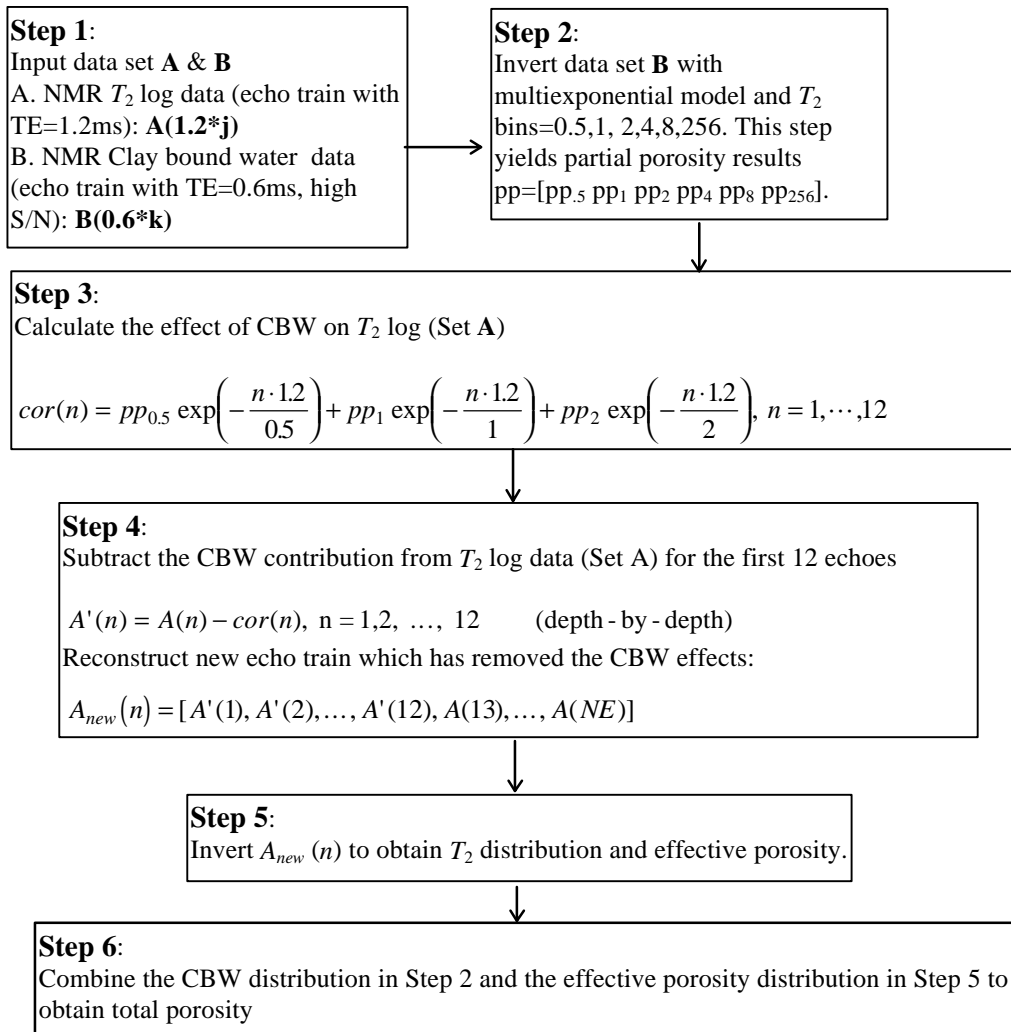 Step 1:
Input data set A & B
A. NMR T2 log data (echo train with
TE=1.2ms): A(1.2*j)
B. NMR Clay bound water data
(echo train with TE=0.6ms, high
S/N): B(0.6*k)
Step 2:
Invert data set B with
multiexponential model and T2
bins=0.5,1, 2,4,8,256. This step
yields partial porosity results
pp=[pp.5 pp1 pp2 pp4 pp8 pp256].
Step 3:
Calculate the effect of CBW on T2 log (Set A)
cor(n) = pp0.5 exp(-n·1.2/0.5) + pp1 exp(-n·1.2/1) + pp2 exp(-n·1.2/2), n = 1,⋯,12
Step 4:
Subtract the CBW contribution from T2 log data (Set A) for the first 12 echoes
A'(n) = A(n) − cor(n), n = 1,2, …, 12 (depth - by - depth)
Reconstruct new echo train which has removed the CBW effects:
Anew(n) = [A'(1), A'(2),…, A'(12), A(13),…, A(NE)]
Step 5:
Invert Anew (n) to obtain T2 distribution and effective porosity.
Step 6:
Combine the CBW distribution in Step 2 and the effective porosity distribution in Step 5 to
obtain total porosity